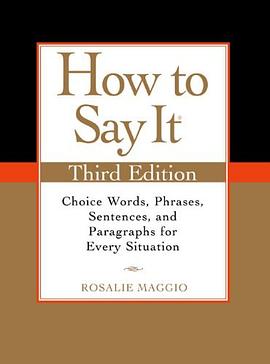 How to
Say It®
Third Edition
Choice Words, Phrases,
Sentences, and
Paragraphs for
Every Situation
ROSALIE MAGGIO